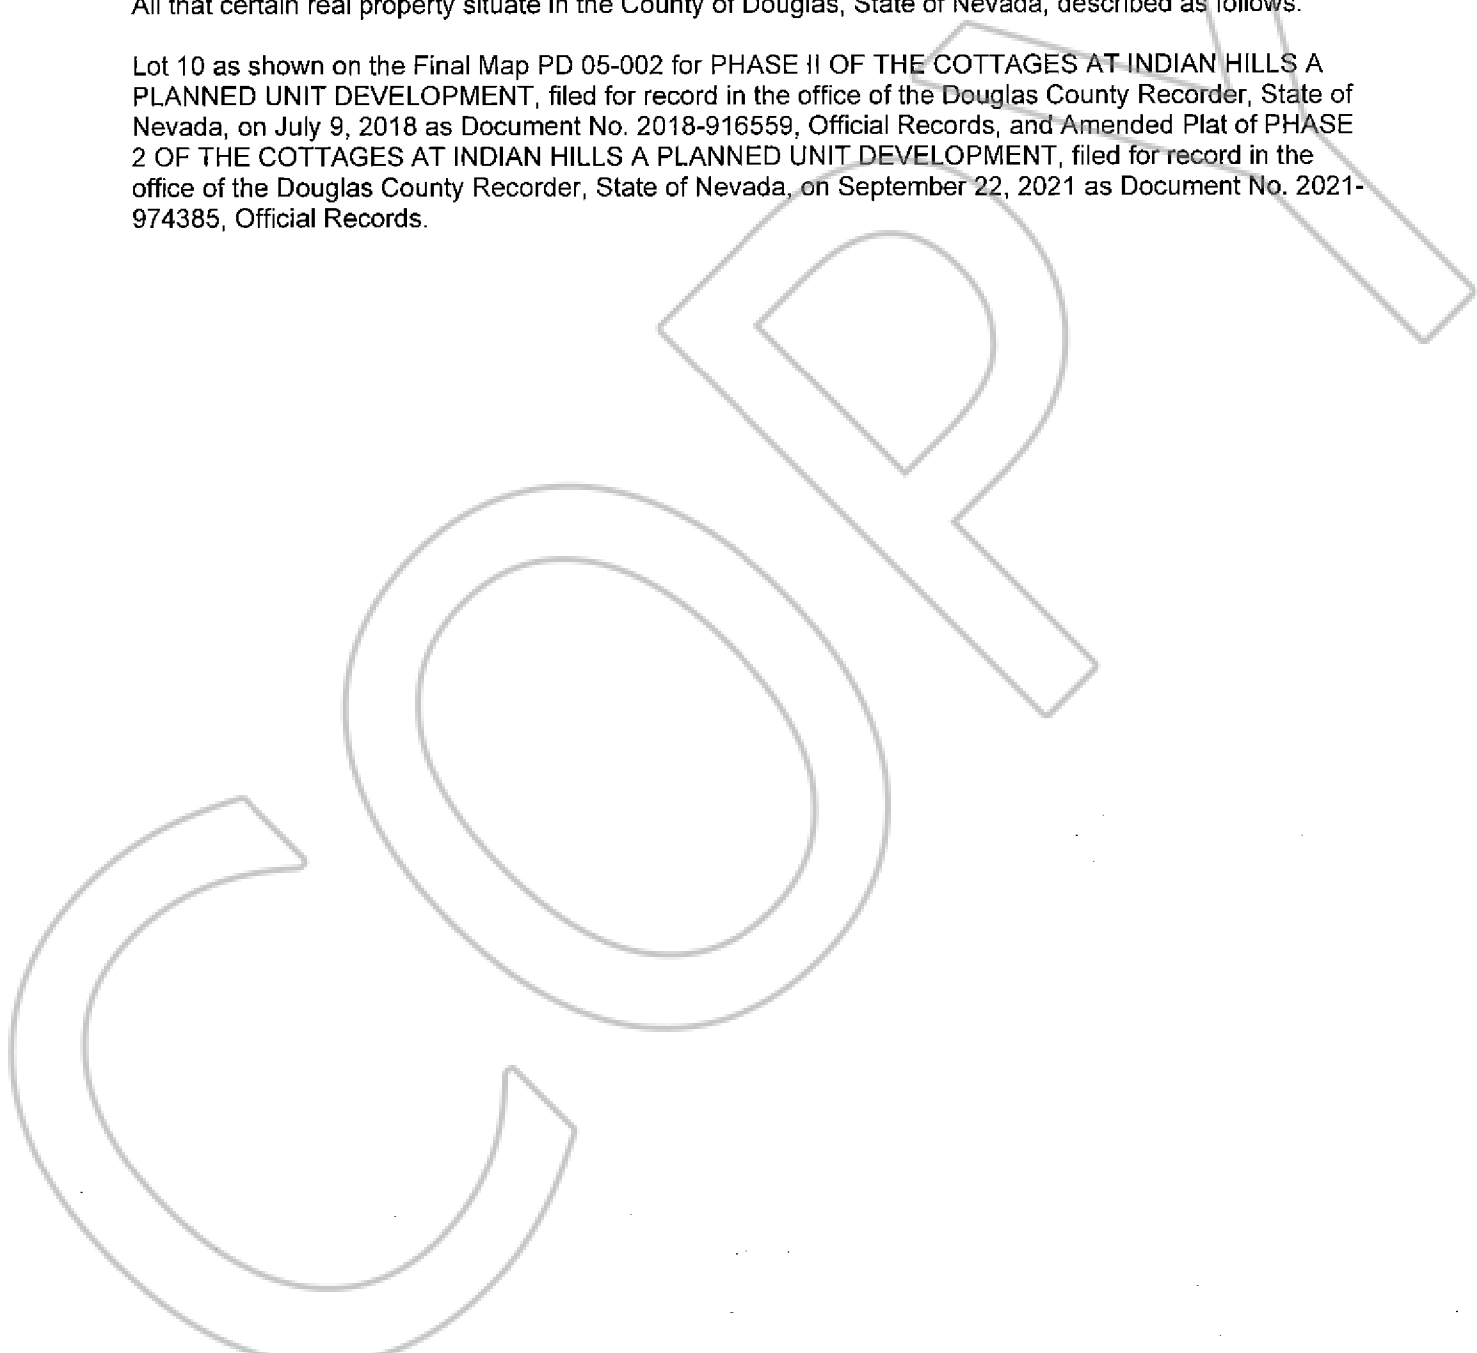 All that certain real property situate in the County of Douglas, State of Nevada, described as follows:
Lot 10 as shown on the Final Map PD 05-002 for PHASE II OF THE COTTAGES AT INDIAN HILLS A
PLANNED UNIT DEVELOPMENT, filed for record in the office of the Douglas County Recorder, State of
Nevada, on July 9, 2018 as Document No. 2018-916559, Official Records, and Amended Plat of PHASE
2 OF THE COTTAGES AT INDIAN HILLS A PLANNED UNIT DEVELOPMENT, filed for record in the
office of the Douglas County Recorder, State of Nevada, on September 22, 2021 as Document No. 2021-
974385, Official Records.
COPY